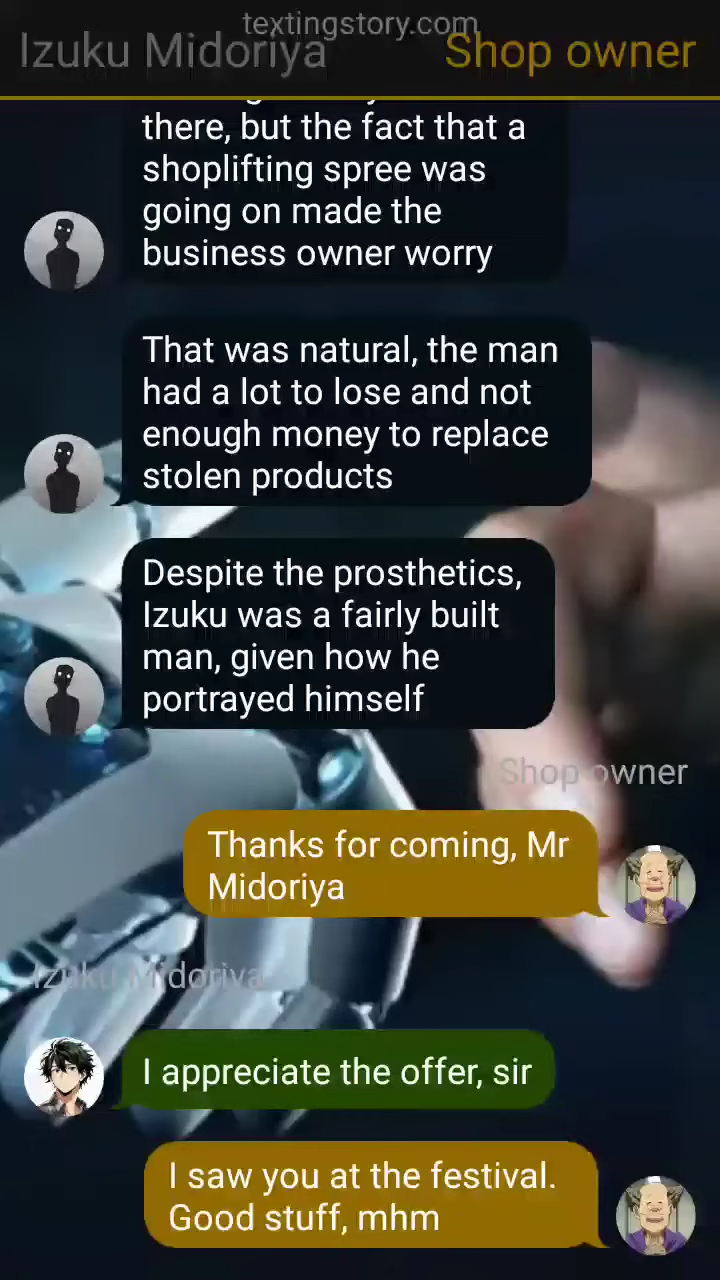 textingstory.com
Izuku Midoriya
Shop owner
there, but the fact that a
shoplifting spree was
going on made the
business owner worry
That was natural, the man
had a lot to lose and not
enough money to replace
stolen products
Despite the prosthetics,
Izuku was a fairly built
man, given how he
portrayed himself
Shop owner
Thanks for coming, Mr
Midoriya
Izuku Midoriya
I appreciate the offer, sir
I saw you at the festival.
Good stuff, mhm